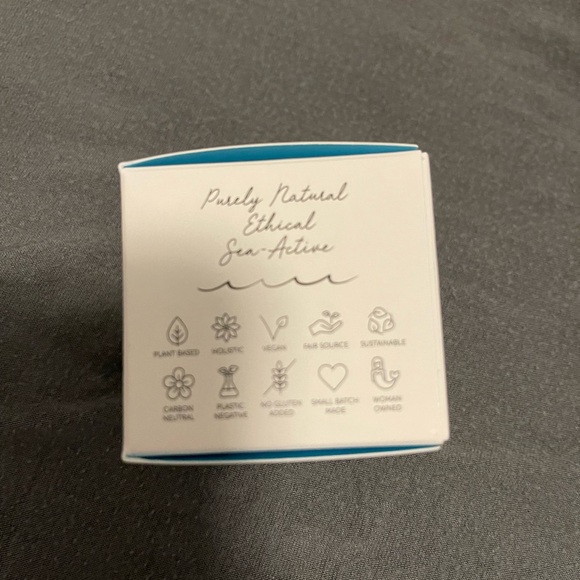 Purely Natural
Ethical
Sea-Active
PLANT BASED HOLISTIC VEGAN FAIR SOURCE SUSTAINABLE
CARBON NEUTRAL PLASTIC NEGATIVE NO GLUTEN ADDED SMALL BATCH MADE WOMAN OWNED